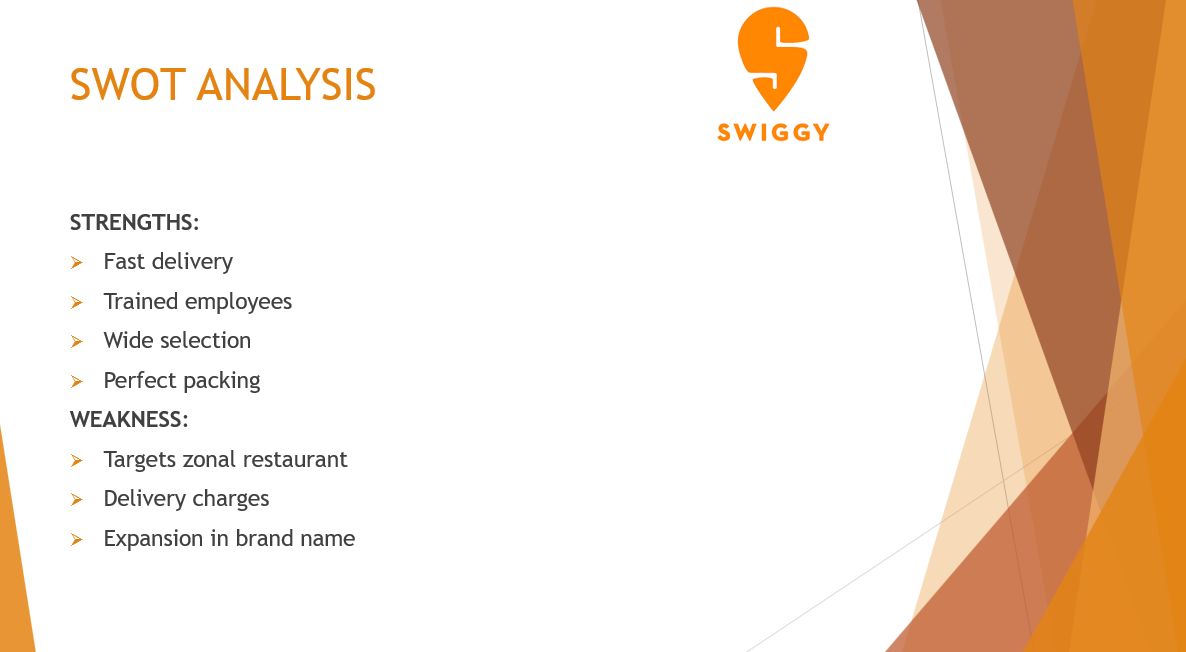 SWIGGY
SWOT ANALYSIS
STRENGTHS:
Fast delivery
Trained employees
Wide selection
Perfect packing
WEAKNESS:
Targets zonal restaurant
Delivery charges
Expansion in brand name